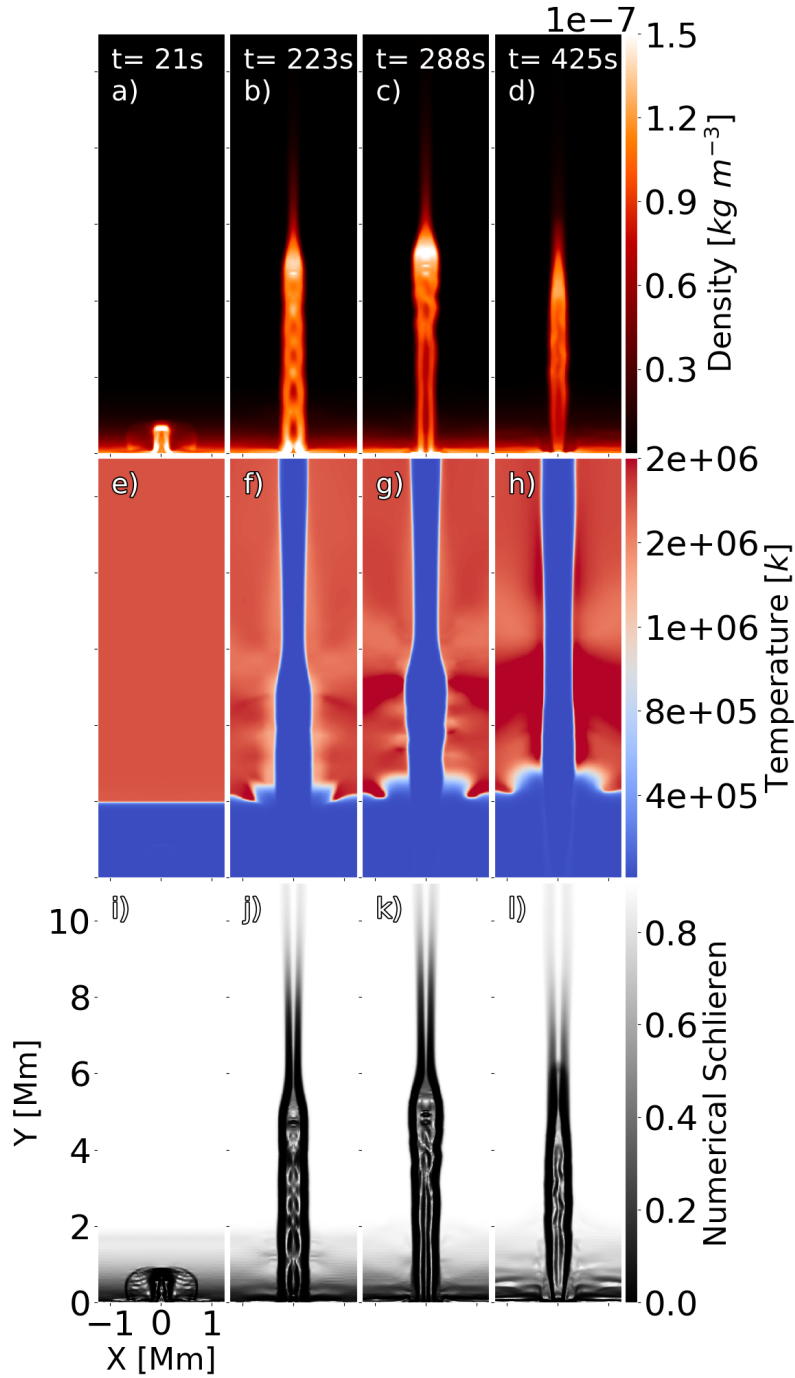 1e−7
t= 21s
a)
t= 223s
b)
t= 288s
c)
t= 425s
d)
1.5
1.2
0.9
0.6
0.3
Density [kg m−3]
e)
f)
g)
h)
2e+06
2e+06
1e+06
8e+05
4e+05
Temperature [k]
i)
j)
k)
l)
10
8
6
4
2
0
Y [Mm]
0.8
0.6
0.4
0.2
0.0
Numerical Schlieren
−1 0 1
X [Mm]